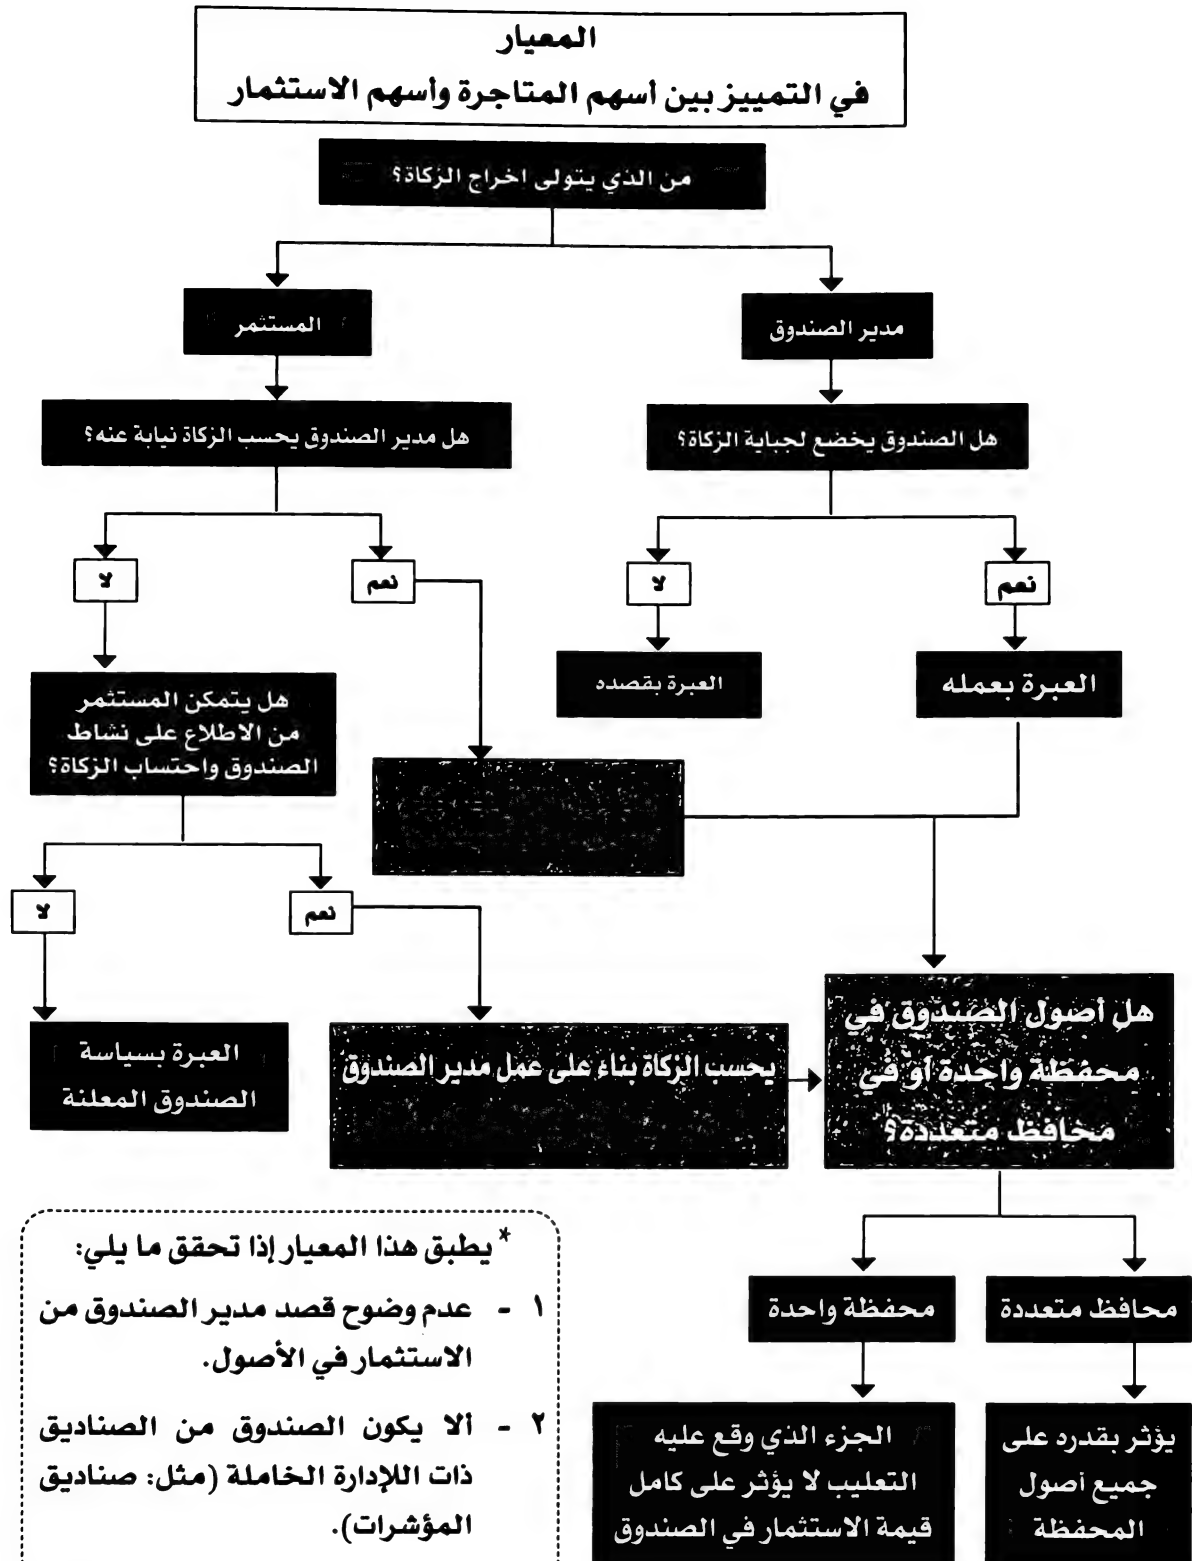 المعيار
في التمييز بين أسهم المتاجرة وأسهم الاستثمار
من الذي يتولى اخراج الزكاة؟
مدير الصندوق
المستثمر
هل الصندوق يخضع لجباية الزكاة؟
هل مدير الصندوق يحسب الزكاة نيابة عنه؟
نعم
لا
نعم
لا
العبرة بعمله
العبرة بقصده
هل يتمكن المستثمر
من الاطلاع على نشاط
الصندوق واحتساب الزكاة؟
نعم
لا
هل أصول الصندوق في
محفظة واحدة أو في
محافظ متعددة؟
يحسب الزكاة بناء على عمل مدير الصندوق
العبرة بسياسة
الصندوق المعلنة
محافظ متعددة
محفظة واحدة
يؤثر بقدره على
جميع أصول
المحفظة
الجزء الذي وقع عليه
التعليب لا يؤثر على كامل
قيمة الاستثمار في الصندوق
* يطبق هذا المعيار إذا تحقق ما يلي:
١ - عدم وضوح قصد مدير الصندوق من
الاستثمار في الأصول.
٢ - ألا يكون الصندوق من الصناديق
ذات اللإدارة الخاملة (مثل: صناديق
المؤشرات).